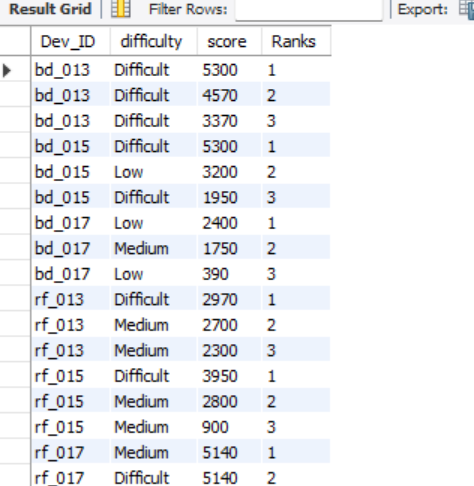 Result Grid Filter Rows: Export:
Dev_ID difficulty score Ranks
bd_013 Difficult 5300 1
bd_013 Difficult 4570 2
bd_013 Difficult 3370 3
bd_015 Difficult 5300 1
bd_015 Low 3200 2
bd_015 Difficult 1950 3
bd_017 Low 2400 1
bd_017 Medium 1750 2
bd_017 Low 390 3
rf_013 Difficult 2970 1
rf_013 Medium 2700 2
rf_013 Medium 2300 3
rf_015 Difficult 3950 1
rf_015 Medium 2800 2
rf_015 Medium 900 3
rf_017 Medium 5140 1
rf_017 Difficult 5140 2